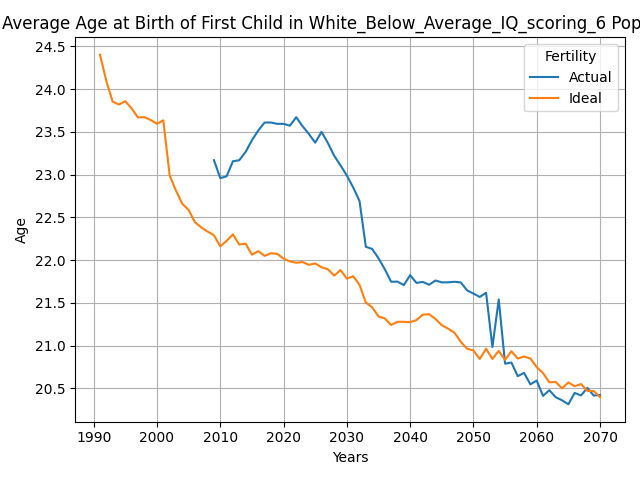 Average Age at Birth of First Child in White_Below_Average_IQ_scoring_6 Pop
Fertility
Actual
Ideal
24.5
24.0
23.5
23.0
22.5
22.0
21.5
21.0
20.5
Age
1990 2000 2010 2020 2030 2040 2050 2060 2070
Years